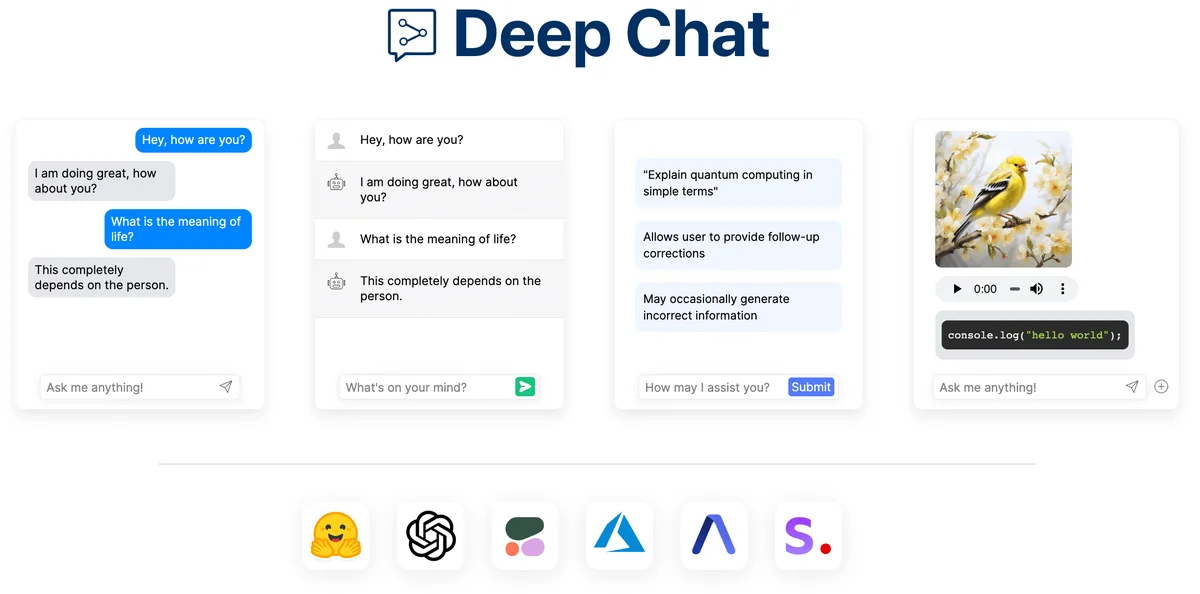 Deep Chat
Hey, how are you?
I am doing great, how
about you?
What is the meaning of
life?
This completely
depends on the person.
Ask me anything!
Hey, how are you?
I am doing great, how about
you?
What is the meaning of life?
This completely depends on the
person.
What's on your mind?
"Explain quantum computing in
simple terms"
Allows user to provide follow-up
corrections
May occasionally generate
incorrect information
How may I assist you? Submit
0:00
console.log("hello world");
Ask me anything!
S.